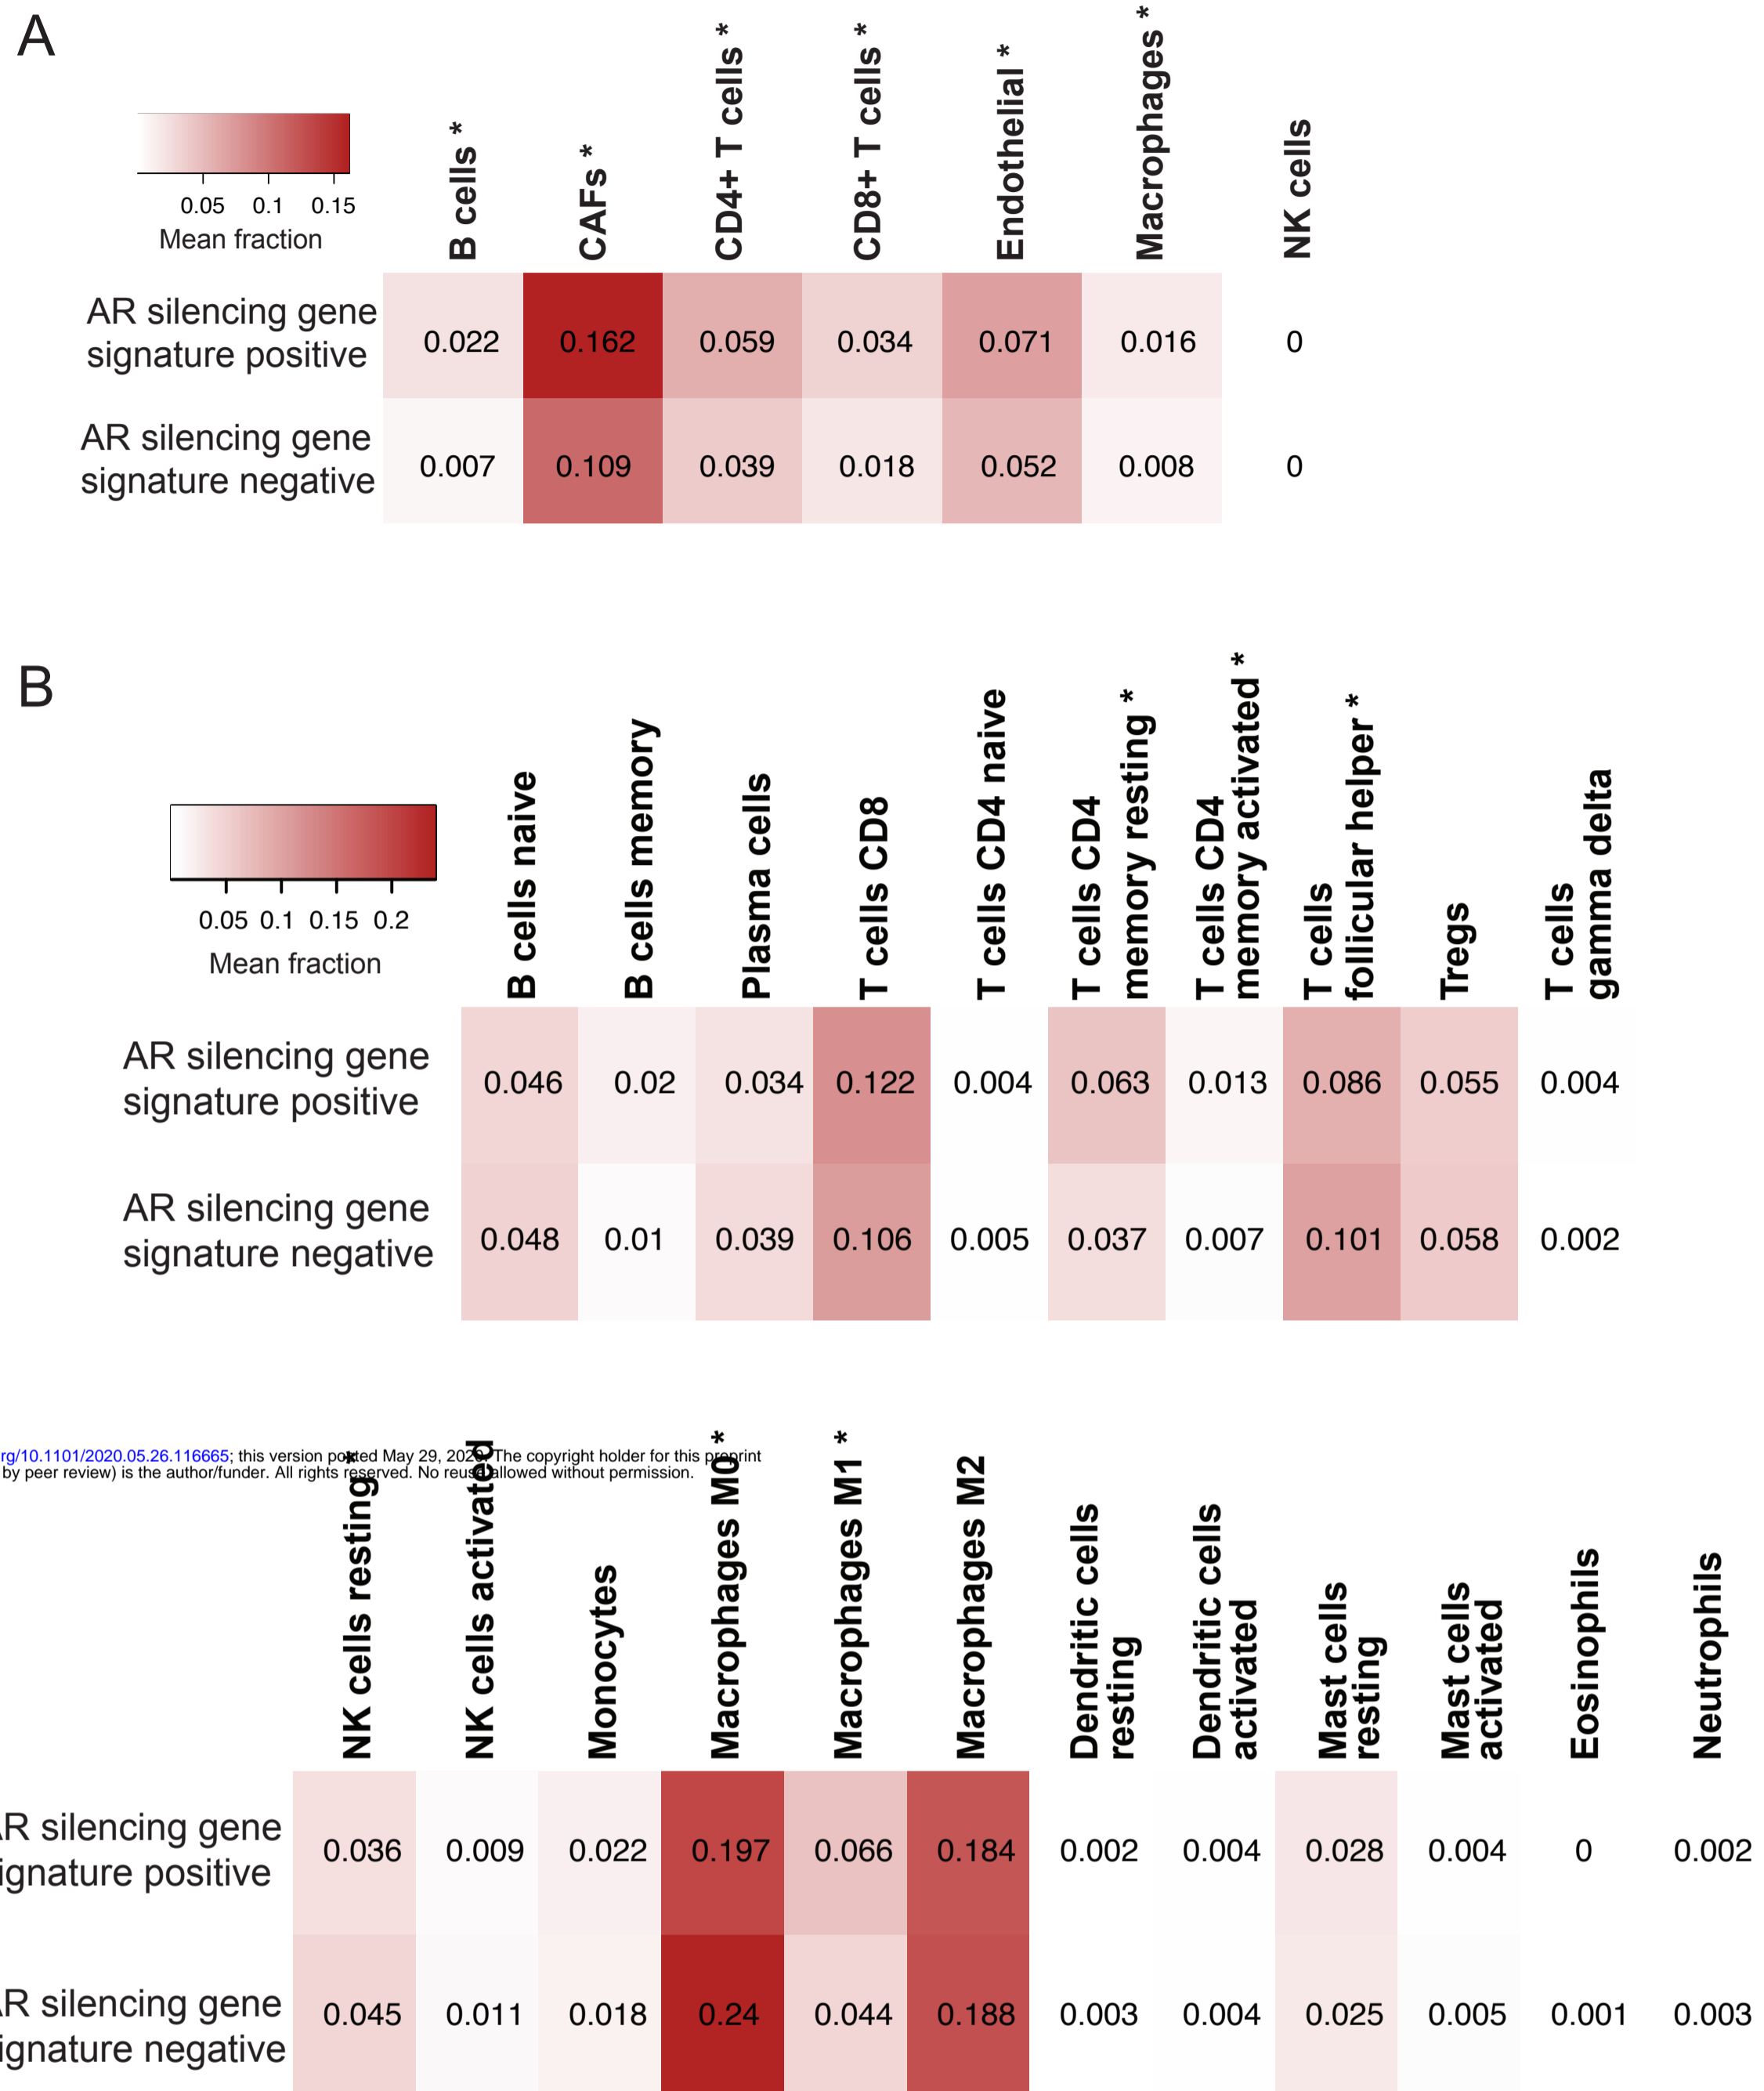 A
B cells *
CAFs *
CD4+ T cells *
CD8+ T cells *
Endothelial *
Macrophages *
NK cells
0.05 0.1 0.15
Mean fraction
AR silencing gene
signature positive
0.022 0.162 0.059 0.034 0.071 0.016 0
AR silencing gene
signature negative
0.007 0.109 0.039 0.018 0.052 0.008 0
B
B cells naive
B cells memory
Plasma cells
T cells CD8
T cells CD4 naive
T cells CD4
memory resting *
T cells CD4
memory activated *
T cells
follicular helper *
Tregs
T cells
gamma delta
0.05 0.1 0.15 0.2
Mean fraction
AR silencing gene
signature positive
0.046 0.02 0.034 0.122 0.004 0.063 0.013 0.086 0.055 0.004
AR silencing gene
signature negative
0.048 0.01 0.039 0.106 0.005 0.037 0.007 0.101 0.058 0.002
rg/10.1101/2020.05.26.116665; this version posted May 29, 2020. The copyright holder for this preprint
by peer review) is the author/funder. All rights reserved. No reuse allowed without permission.
NK cells resting *
NK cells activated
Monocytes
Macrophages M0 *
Macrophages M1 *
Macrophages M2
Dendritic cells
resting
Dendritic cells
activated
Mast cells
resting
Mast cells
activated
Eosinophils
Neutrophils
AR silencing gene
ignature positive
0.036 0.009 0.022 0.197 0.066 0.184 0.002 0.004 0.028 0.004 0 0.002
AR silencing gene
ignature negative
0.045 0.011 0.018 0.24 0.044 0.188 0.003 0.004 0.025 0.005 0.001 0.003